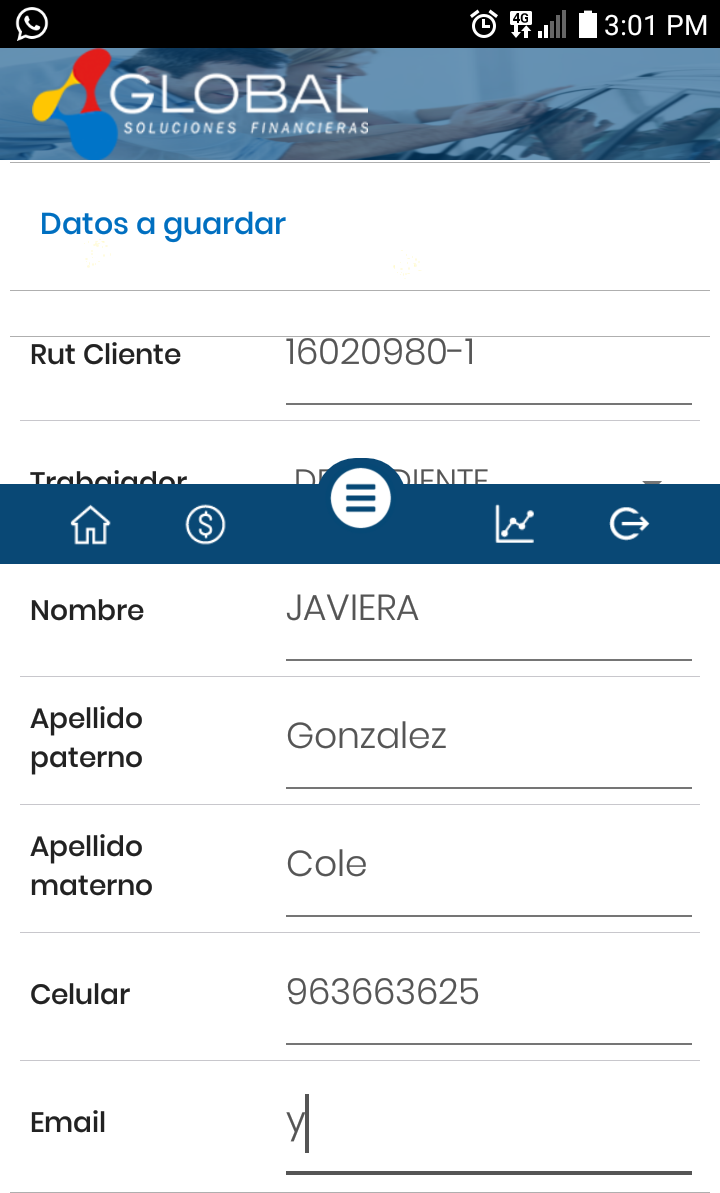 4G
3:01 PM
GLOBAL
SOLUCIONES FINANCIERAS
Datos a guardar
Rut Cliente 16020980-1
Trabajador
Nombre JAVIERA
Apellido paterno Gonzalez
Apellido materno Cole
Celular 963663625
Email y